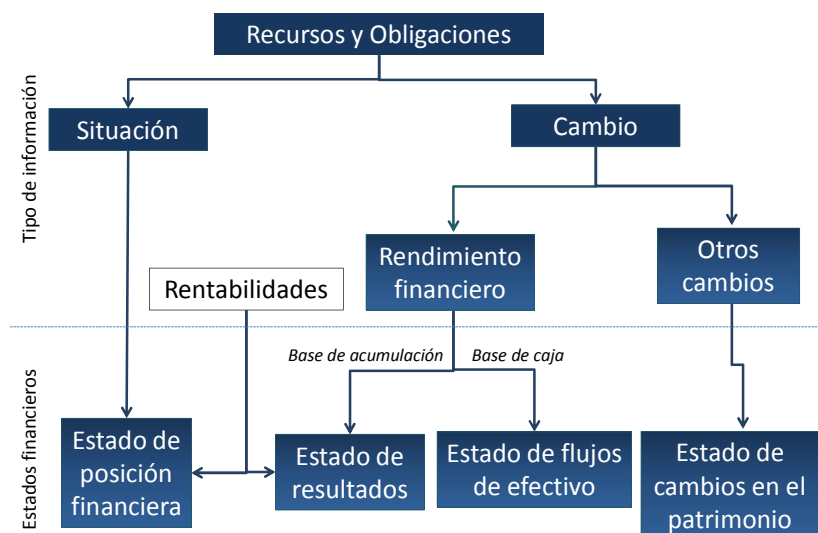 Recursos y Obligaciones
Tipo de información
Situación
Cambio
Rendimiento
financiero
Otros
cambios
Rentabilidades
Base de acumulación
Base de caja
Estados financieros
Estado de
posición
financiera
Estado de
resultados
Estado de flujos
de efectivo
Estado de
cambios en el
patrimonio